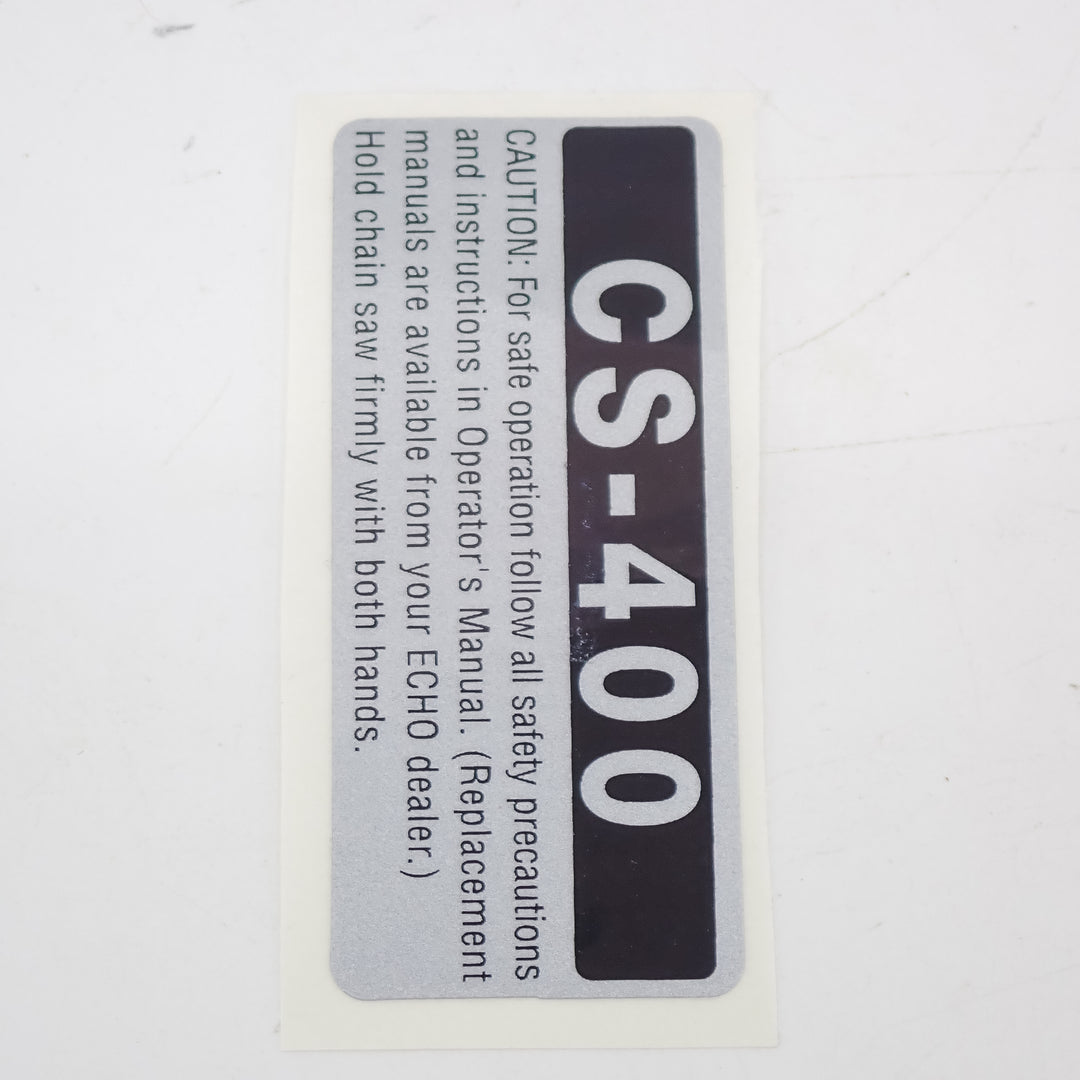 CS-400
CAUTION: For safe operation follow all safety precautions
and instructions in Operator's Manual. (Replacement
manuals are available from your ECHO dealer.)
Hold chain saw firmly with both hands.